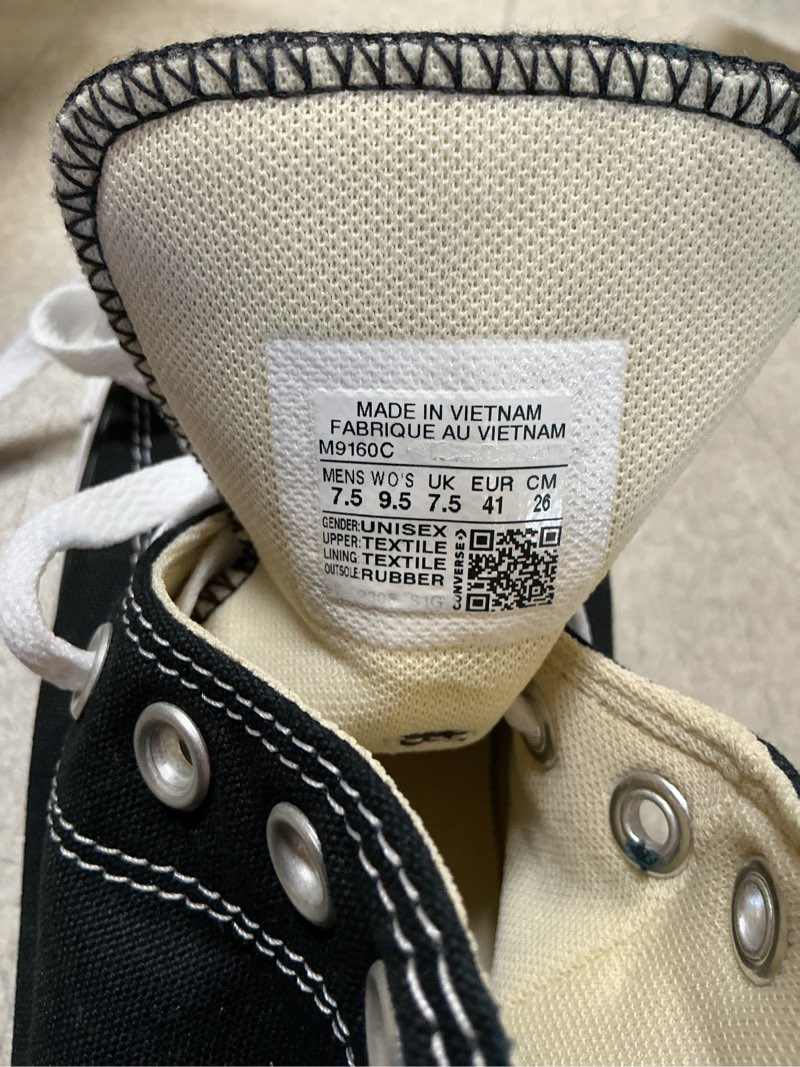 MADE IN VIETNAM
FABRIQUE AU VIETNAM
M9160C
MENS WO'S UK EUR CM
7.5 9.5 7.5 41 26
GENDER:UNISEX
UPPER:TEXTILE
LINING:TEXTILE
OUTSOLE:RUBBER
CONVERSE